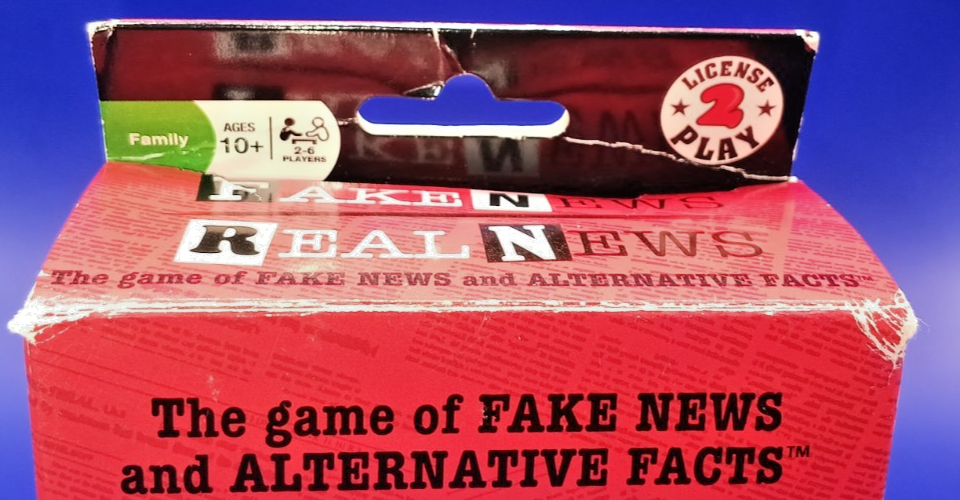 LICENSE
2
PLAY
Family
AGES
10+
2-6
PLAYERS
FAKE NEWS
REAL NEWS
The game of FAKE NEWS and ALTERNATIVE FACTS™
The game of FAKE NEWS
and ALTERNATIVE FACTS™